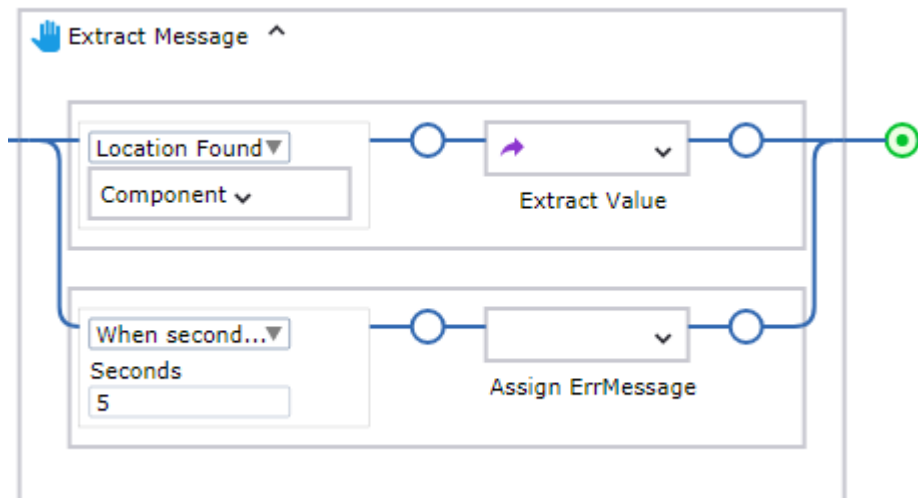 Extract Message
Location Found
Component
Extract Value
When second...
Seconds
5
Assign ErrMessage